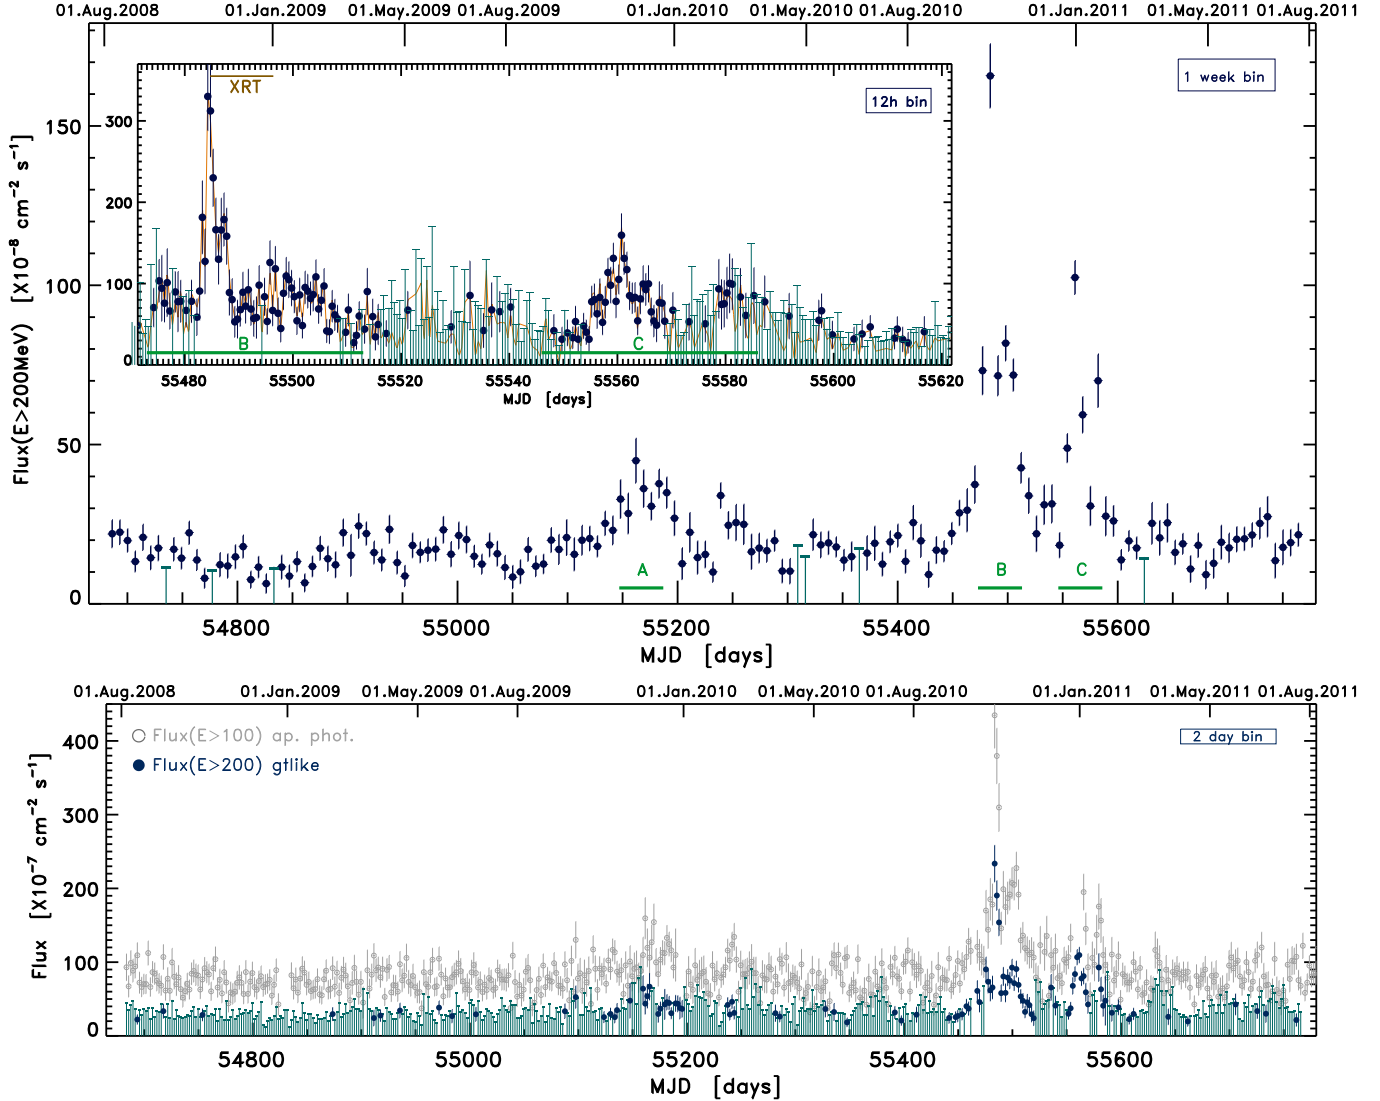 01.Aug.2008 01.Jan.2009 01.May.2009 01.Aug.2009 01.Jan.2010 01.May.2010 01.Aug.2010 01.Jan.2011 01.May.2011 01.Aug.2011
Flux(E>200MeV) [X10⁻⁸ cm⁻² s⁻¹]
150
100
50
0
1 week bin
XRT
12h bin
300
200
100
0
B C
55480 55500 55520 55540 55560 55580 55600 55620
MJD [days]
A B C
54800 55000 55200 55400 55600
MJD [days]
01.Aug.2008 01.Jan.2009 01.May.2009 01.Aug.2009 01.Jan.2010 01.May.2010 01.Aug.2010 01.Jan.2011 01.May.2011 01.Aug.2011
Flux [X10⁻⁷ cm⁻² s⁻¹]
400
300
200
100
0
Flux(E>100) ap. phot.
Flux(E>200) gtlike
2 day bin
54800 55000 55200 55400 55600
MJD [days]